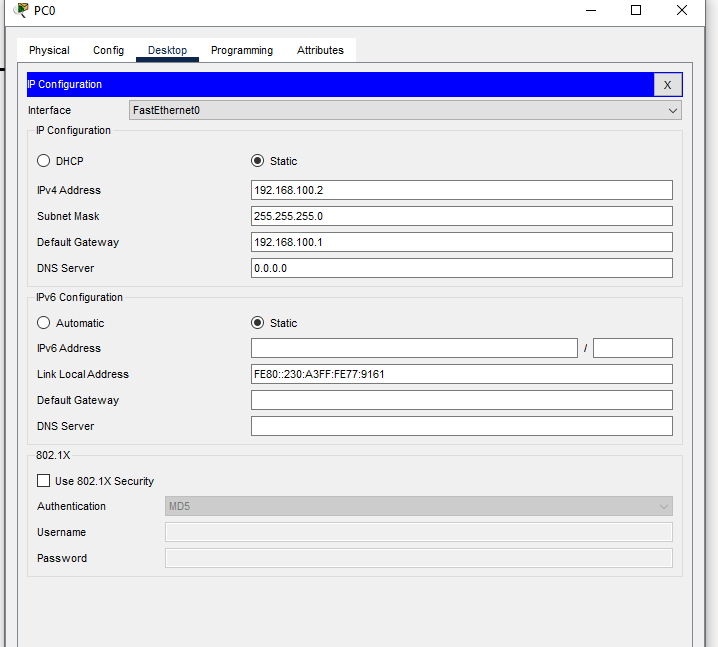 PC0
Physical Config Desktop Programming Attributes
IP Configuration X
Interface FastEthernet0
IP Configuration
DHCP Static
IPv4 Address 192.168.100.2
Subnet Mask 255.255.255.0
Default Gateway 192.168.100.1
DNS Server 0.0.0.0
IPv6 Configuration
Automatic Static
IPv6 Address /
Link Local Address FE80::230:A3FF:FE77:9161
Default Gateway
DNS Server
802.1X
Use 802.1X Security
Authentication MD5
Username
Password